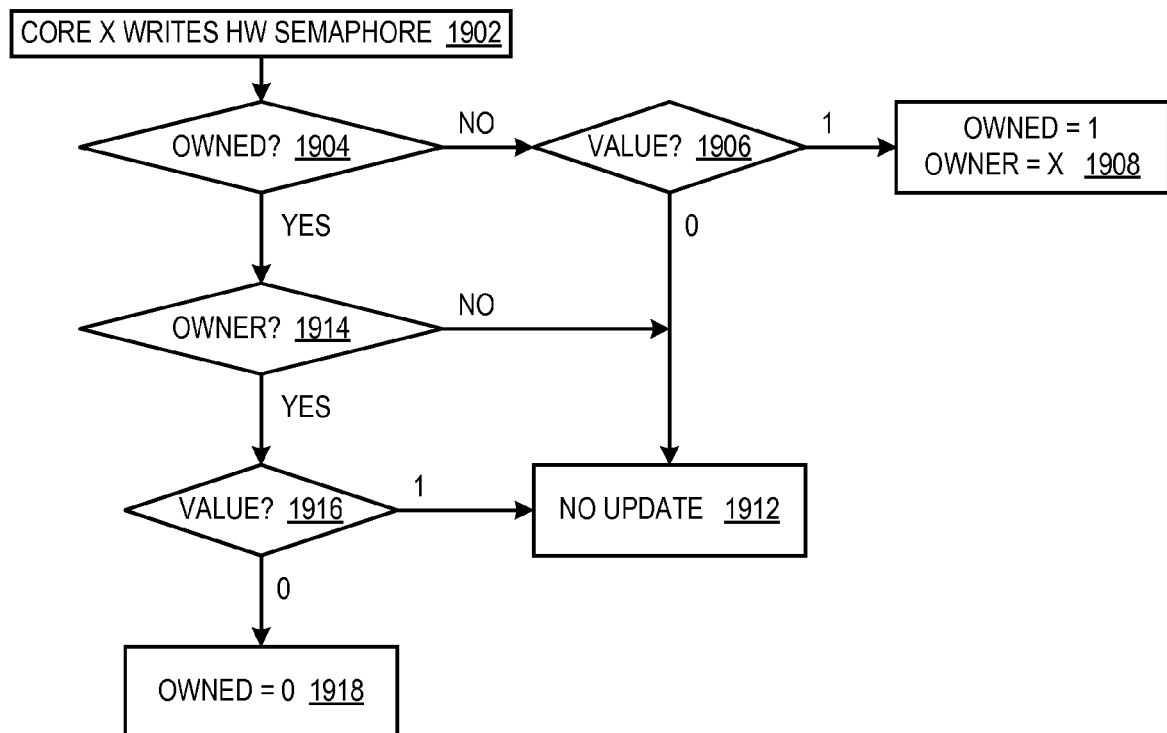 CORE X WRITES HW SEMAPHORE 1902
OWNED? 1904
NO
VALUE? 1906
1
OWNED = 1
OWNER = X 1908
YES
0
OWNER? 1914
NO
YES
VALUE? 1916
1
NO UPDATE 1912
0
OWNED = 0 1918